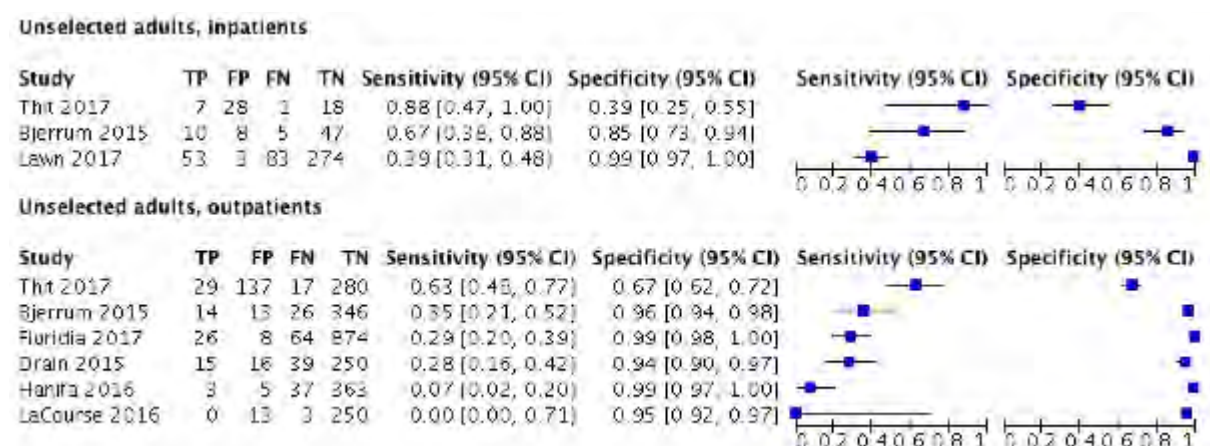 Unselected adults, inpatients
Study TP FP FN TN Sensitivity (95% CI) Specificity (95% CI) Sensitivity (95% CI) Specificity (95% CI)
Thit 2017 7 28 1 18 0.88 [0.47, 1.00] 0.39 [0.25, 0.55]
Bjerrum 2015 10 8 5 47 0.67 [0.38, 0.88] 0.85 [0.73, 0.94]
Lawn 2017 53 3 83 274 0.39 [0.31, 0.48] 0.99 [0.97, 1.00]
0 0.2 0.4 0.6 0.8 1 0 0.2 0.4 0.6 0.8 1
Unselected adults, outpatients
Study TP FP FN TN Sensitivity (95% CI) Specificity (95% CI) Sensitivity (95% CI) Specificity (95% CI)
Thit 2017 29 137 17 280 0.63 [0.48, 0.77] 0.67 [0.62, 0.72]
Bjerrum 2015 14 13 26 346 0.35 [0.21, 0.52] 0.96 [0.94, 0.98]
Floridia 2017 26 8 64 874 0.29 [0.20, 0.39] 0.99 [0.98, 1.00]
Drain 2015 15 16 39 250 0.28 [0.16, 0.42] 0.94 [0.90, 0.97]
Hanifa 2016 3 5 37 363 0.07 [0.02, 0.20] 0.99 [0.97, 1.00]
LaCourse 2016 0 13 3 250 0.00 [0.00, 0.71] 0.95 [0.92, 0.97]
0 0.2 0.4 0.6 0.8 1 0 0.2 0.4 0.6 0.8 1